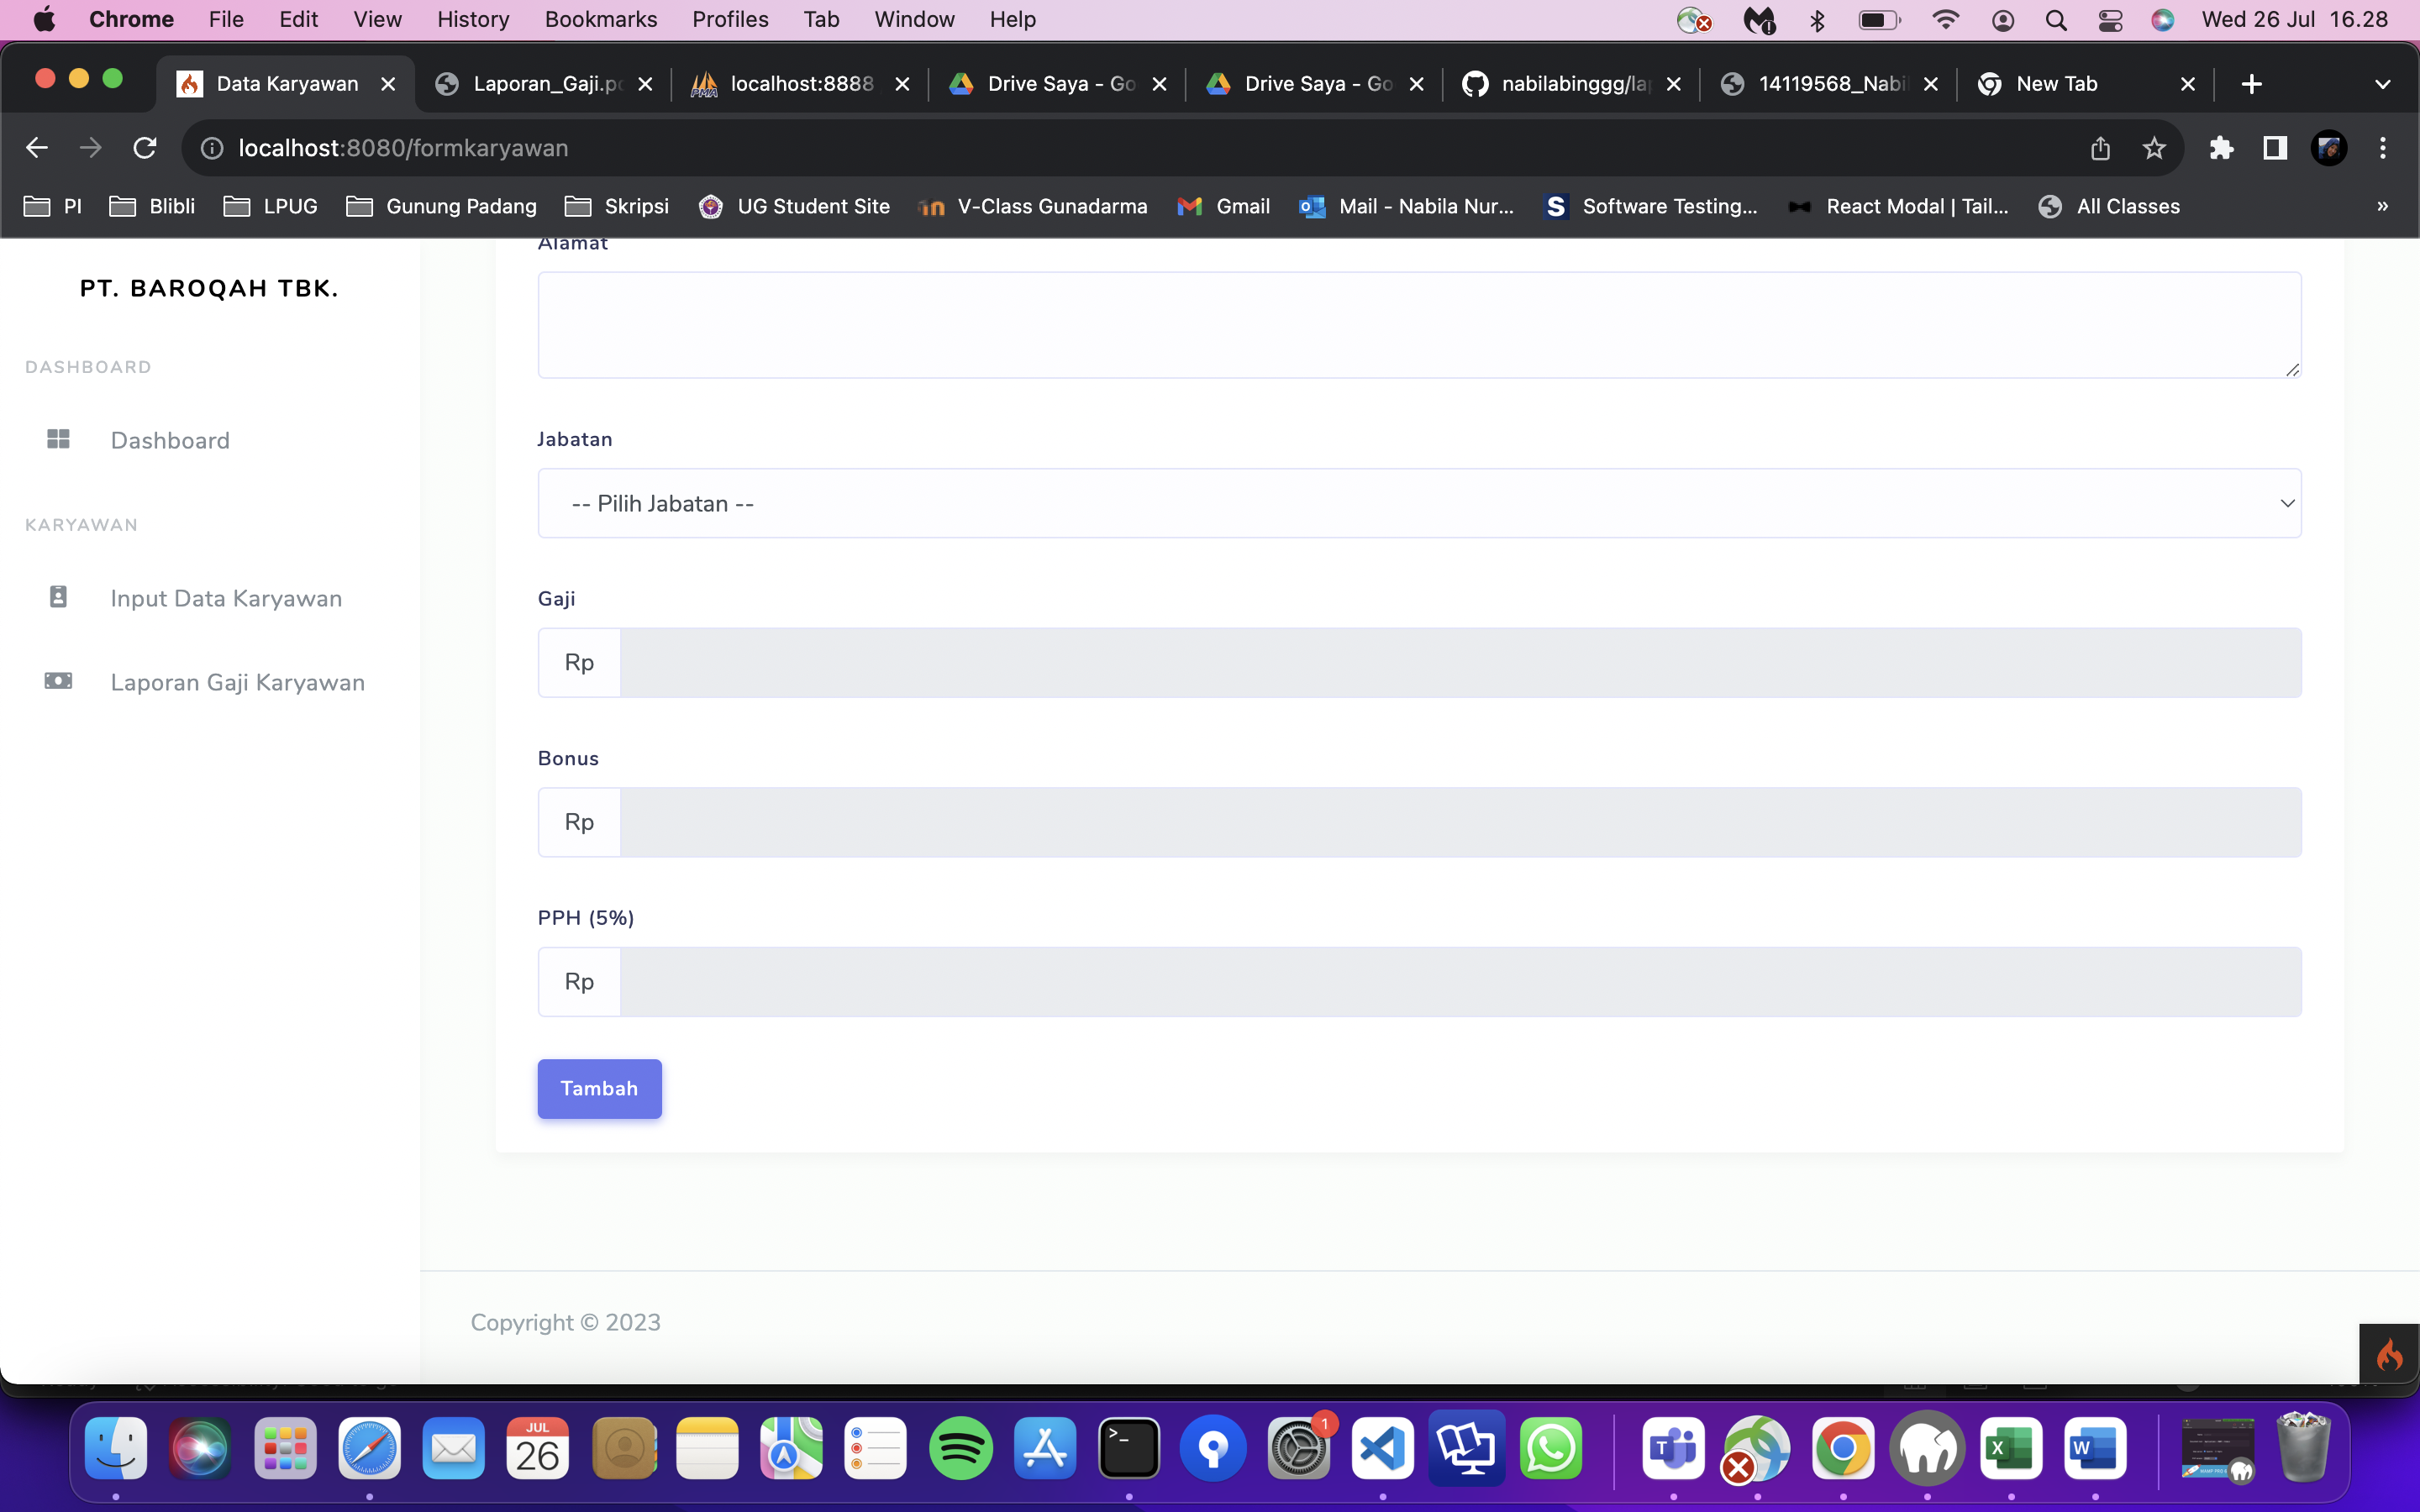 Chrome File Edit View History Bookmarks Profiles Tab Window Help Wed 26 Jul 16.28
Data Karyawan Laporan_Gaji.pd localhost:8888 Drive Saya - Go Drive Saya - Go nabilabinggg/lap 14119568_Nabil New Tab
localhost:8080/formkaryawan
PI Blibli LPUG Gunung Padang Skripsi UG Student Site V-Class Gunadarma Gmail Mail - Nabila Nur... Software Testing... React Modal | Tail... All Classes »
PT. BAROQAH TBK.
DASHBOARD
Dashboard
KARYAWAN
Input Data Karyawan
Laporan Gaji Karyawan
Alamat
Jabatan
-- Pilih Jabatan --
Gaji
Rp
Bonus
Rp
PPH (5%)
Rp
Tambah
Copyright © 2023
JUL
26
1